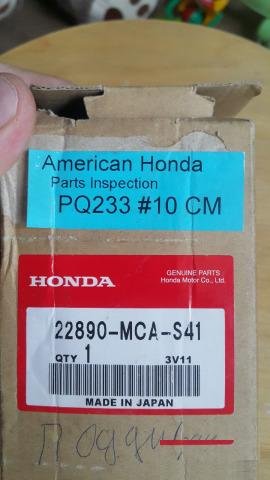 American Honda
Parts Inspection
PQ233 #10 CM
HONDA
GENUINE PARTS
Honda Motor Co., Ltd.
22890-MCA-S41
QTY 1 3V11
MADE IN JAPAN